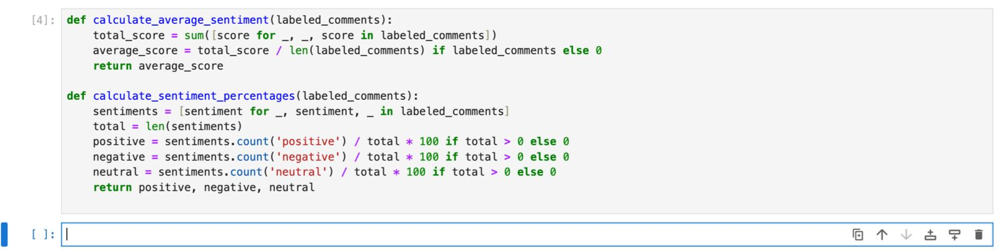 [4]: def calculate_average_sentiment(labeled_comments):
    total_score = sum([score for _, _, score in labeled_comments])
    average_score = total_score / len(labeled_comments) if labeled_comments else 0
    return average_score

def calculate_sentiment_percentages(labeled_comments):
    sentiments = [sentiment for _, sentiment, _ in labeled_comments]
    total = len(sentiments)
    positive = sentiments.count('positive') / total * 100 if total > 0 else 0
    negative = sentiments.count('negative') / total * 100 if total > 0 else 0
    neutral = sentiments.count('neutral') / total * 100 if total > 0 else 0
    return positive, negative, neutral

[ ]: